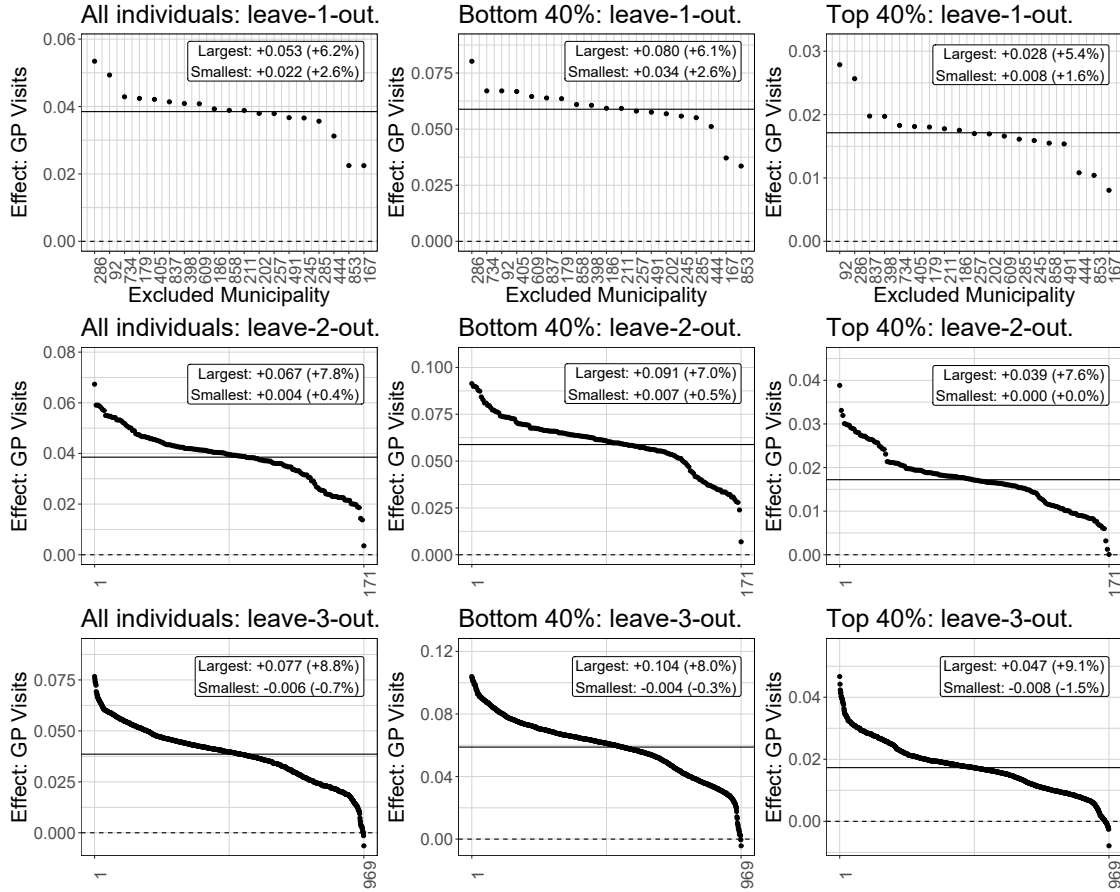 All individuals: leave-1-out.
Bottom 40%: leave-1-out.
Top 40%: leave-1-out.
Effect: GP Visits
0.06
0.04
0.02
0.00
Largest: +0.053 (+6.2%)
Smallest: +0.022 (+2.6%)
286
92
734
179
405
837
398
609
186
858
211
202
257
491
245
285
444
853
167
Excluded Municipality
Effect: GP Visits
0.075
0.050
0.025
0.000
Largest: +0.080 (+6.1%)
Smallest: +0.034 (+2.6%)
286
734
92
405
609
179
837
858
398
186
211
257
491
202
245
285
444
167
853
Excluded Municipality
Effect: GP Visits
0.03
0.02
0.01
0.00
Largest: +0.028 (+5.4%)
Smallest: +0.008 (+1.6%)
92
286
837
398
734
405
179
211
186
257
202
609
285
245
858
491
444
853
167
Excluded Municipality
All individuals: leave-2-out.
Bottom 40%: leave-2-out.
Top 40%: leave-2-out.
Effect: GP Visits
0.08
0.06
0.04
0.02
0.00
Largest: +0.067 (+7.8%)
Smallest: +0.004 (+0.4%)
1
171
Effect: GP Visits
0.100
0.075
0.050
0.025
0.000
Largest: +0.091 (+7.0%)
Smallest: +0.007 (+0.5%)
1
171
Effect: GP Visits
0.04
0.03
0.02
0.01
0.00
Largest: +0.039 (+7.6%)
Smallest: +0.000 (+0.0%)
1
171
All individuals: leave-3-out.
Bottom 40%: leave-3-out.
Top 40%: leave-3-out.
Effect: GP Visits
0.075
0.050
0.025
0.000
Largest: +0.077 (+8.8%)
Smallest: -0.006 (-0.7%)
1
969
Effect: GP Visits
0.12
0.08
0.04
0.00
Largest: +0.104 (+8.0%)
Smallest: -0.004 (-0.3%)
1
969
Effect: GP Visits
0.04
0.02
0.00
Largest: +0.047 (+9.1%)
Smallest: -0.008 (-1.5%)
1
969